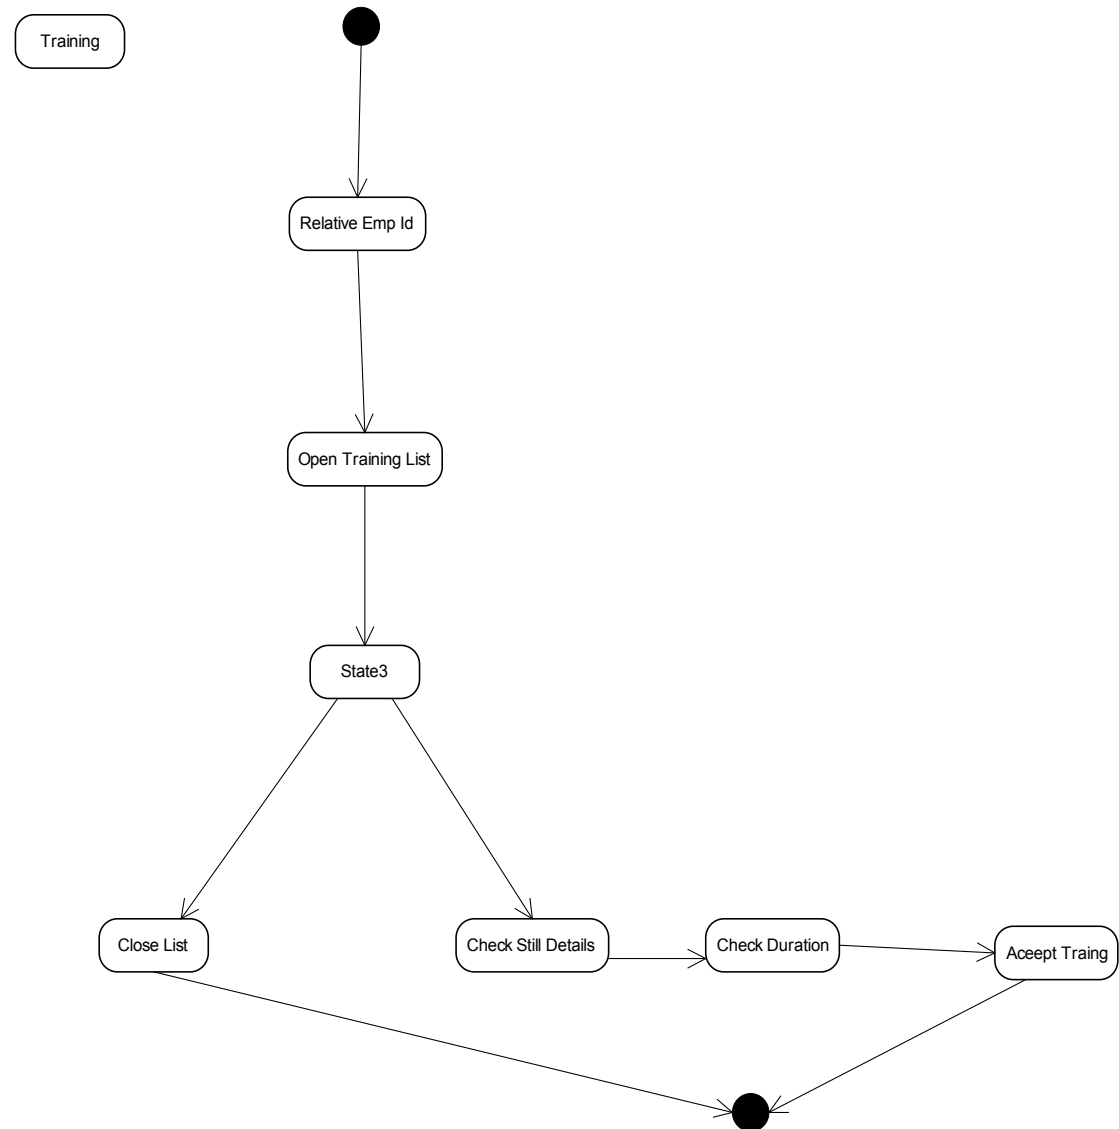 Training
Relative Emp Id
Open Training List
State3
Close List
Check Still Details
Check Duration
Aceept Traing